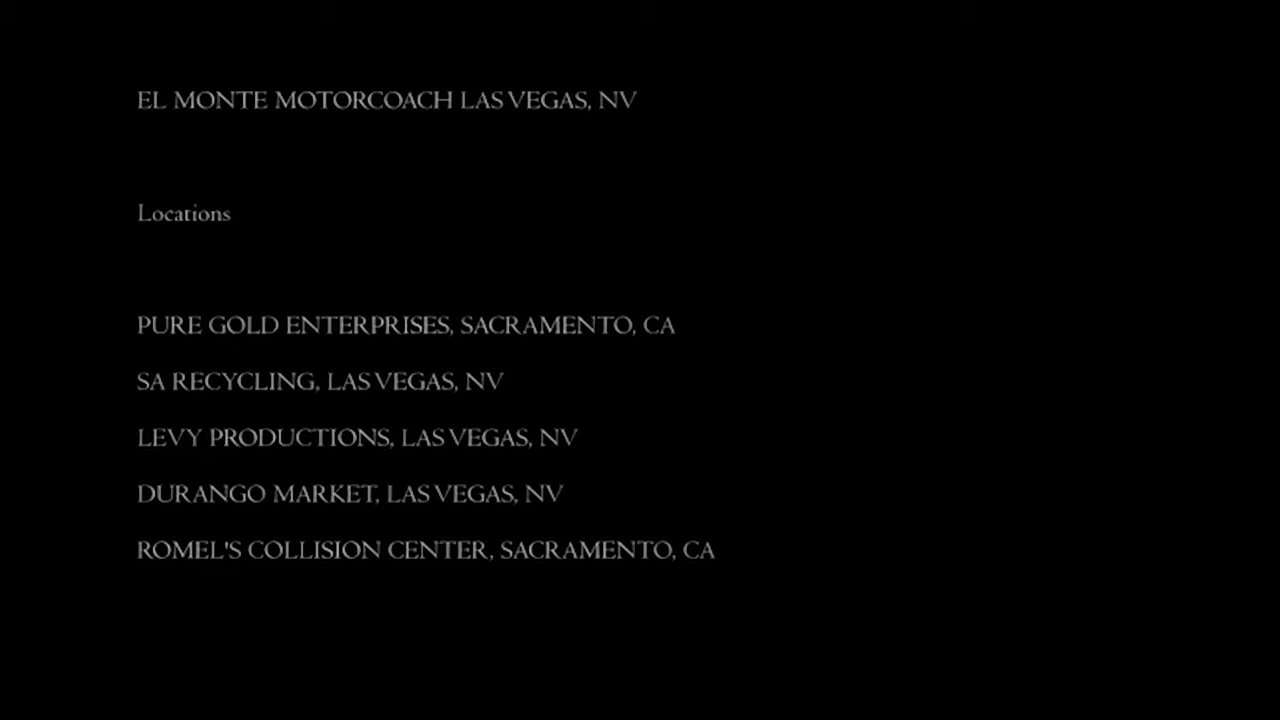 EL MONTE MOTORCOACH LAS VEGAS, NV
Locations
PURE GOLD ENTERPRISES, SACRAMENTO, CA
SA RECYCLING, LAS VEGAS, NV
LEVY PRODUCTIONS, LAS VEGAS, NV
DURANGO MARKET, LAS VEGAS, NV
ROMEL'S COLLISION CENTER, SACRAMENTO, CA